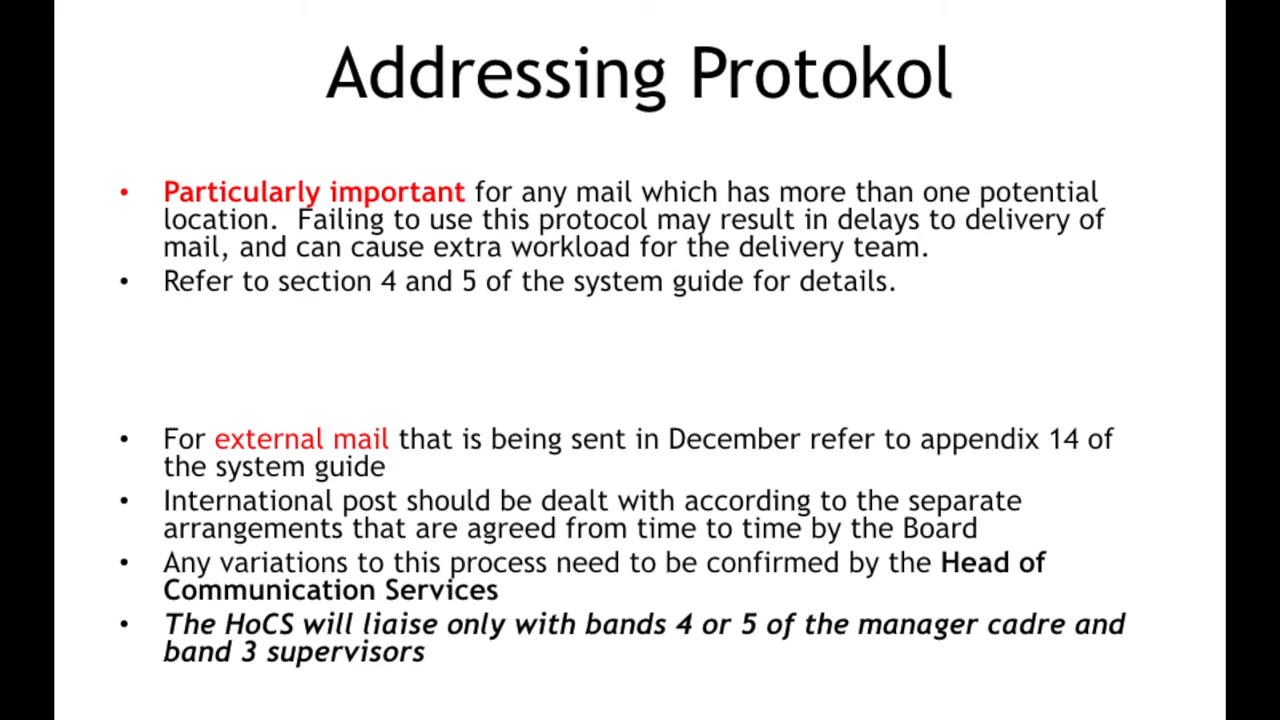 Addressing Protokol
• Particularly important for any mail which has more than one potential
location.  Failing to use this protocol may result in delays to delivery of
mail, and can cause extra workload for the delivery team.
• Refer to section 4 and 5 of the system guide for details.
• For external mail that is being sent in December refer to appendix 14 of
the system guide
• International post should be dealt with according to the separate
arrangements that are agreed from time to time by the Board
• Any variations to this process need to be confirmed by the Head of
Communication Services
• The HoCS will liaise only with bands 4 or 5 of the manager cadre and
band 3 supervisors